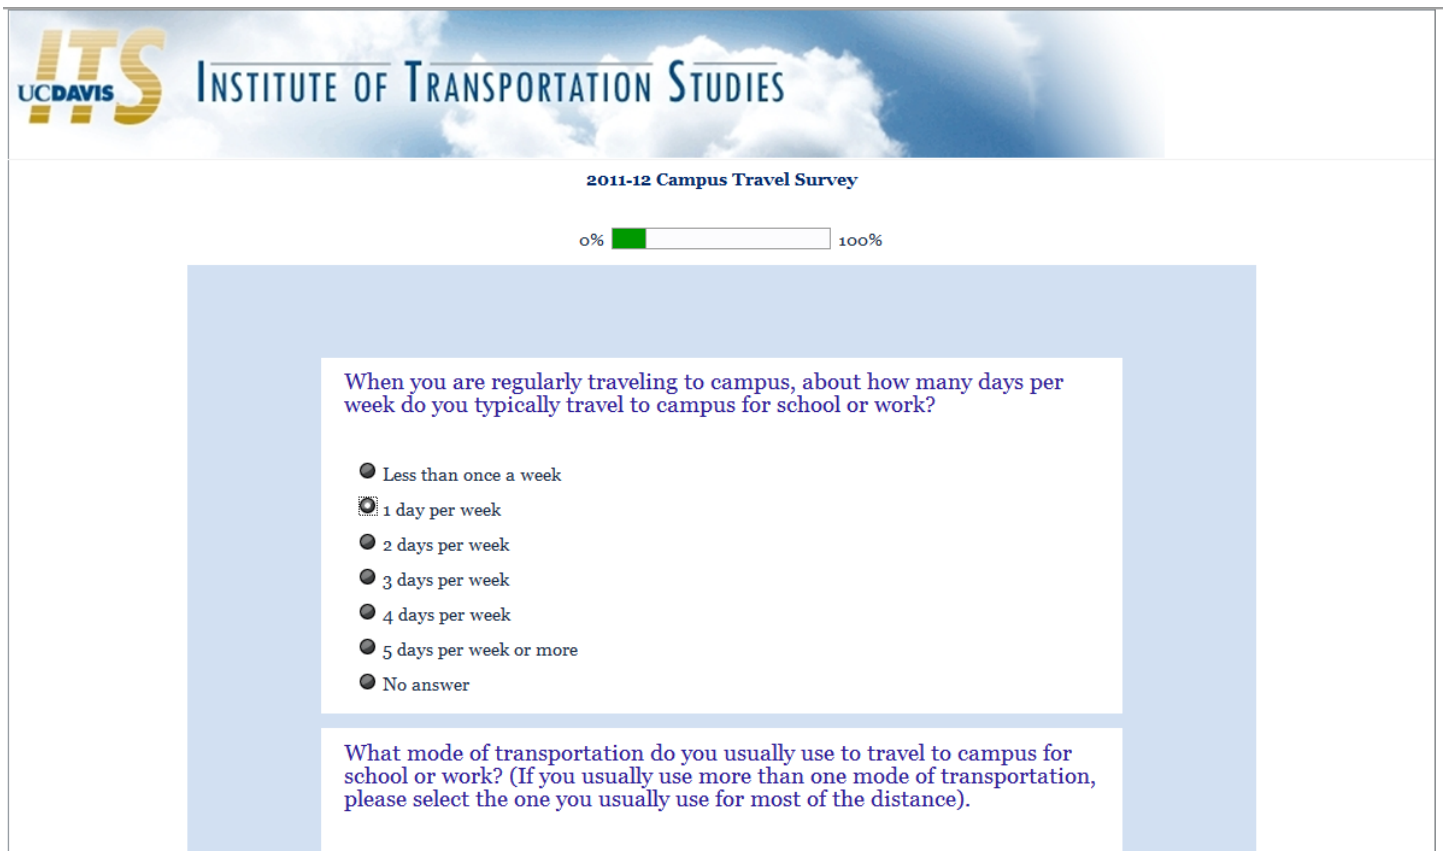 ITS
UCDAVIS
INSTITUTE OF TRANSPORTATION STUDIES
2011-12 Campus Travel Survey
0% 100%
When you are regularly traveling to campus, about how many days per
week do you typically travel to campus for school or work?
Less than once a week
1 day per week
2 days per week
3 days per week
4 days per week
5 days per week or more
No answer
What mode of transportation do you usually use to travel to campus for
school or work? (If you usually use more than one mode of transportation,
please select the one you usually use for most of the distance).